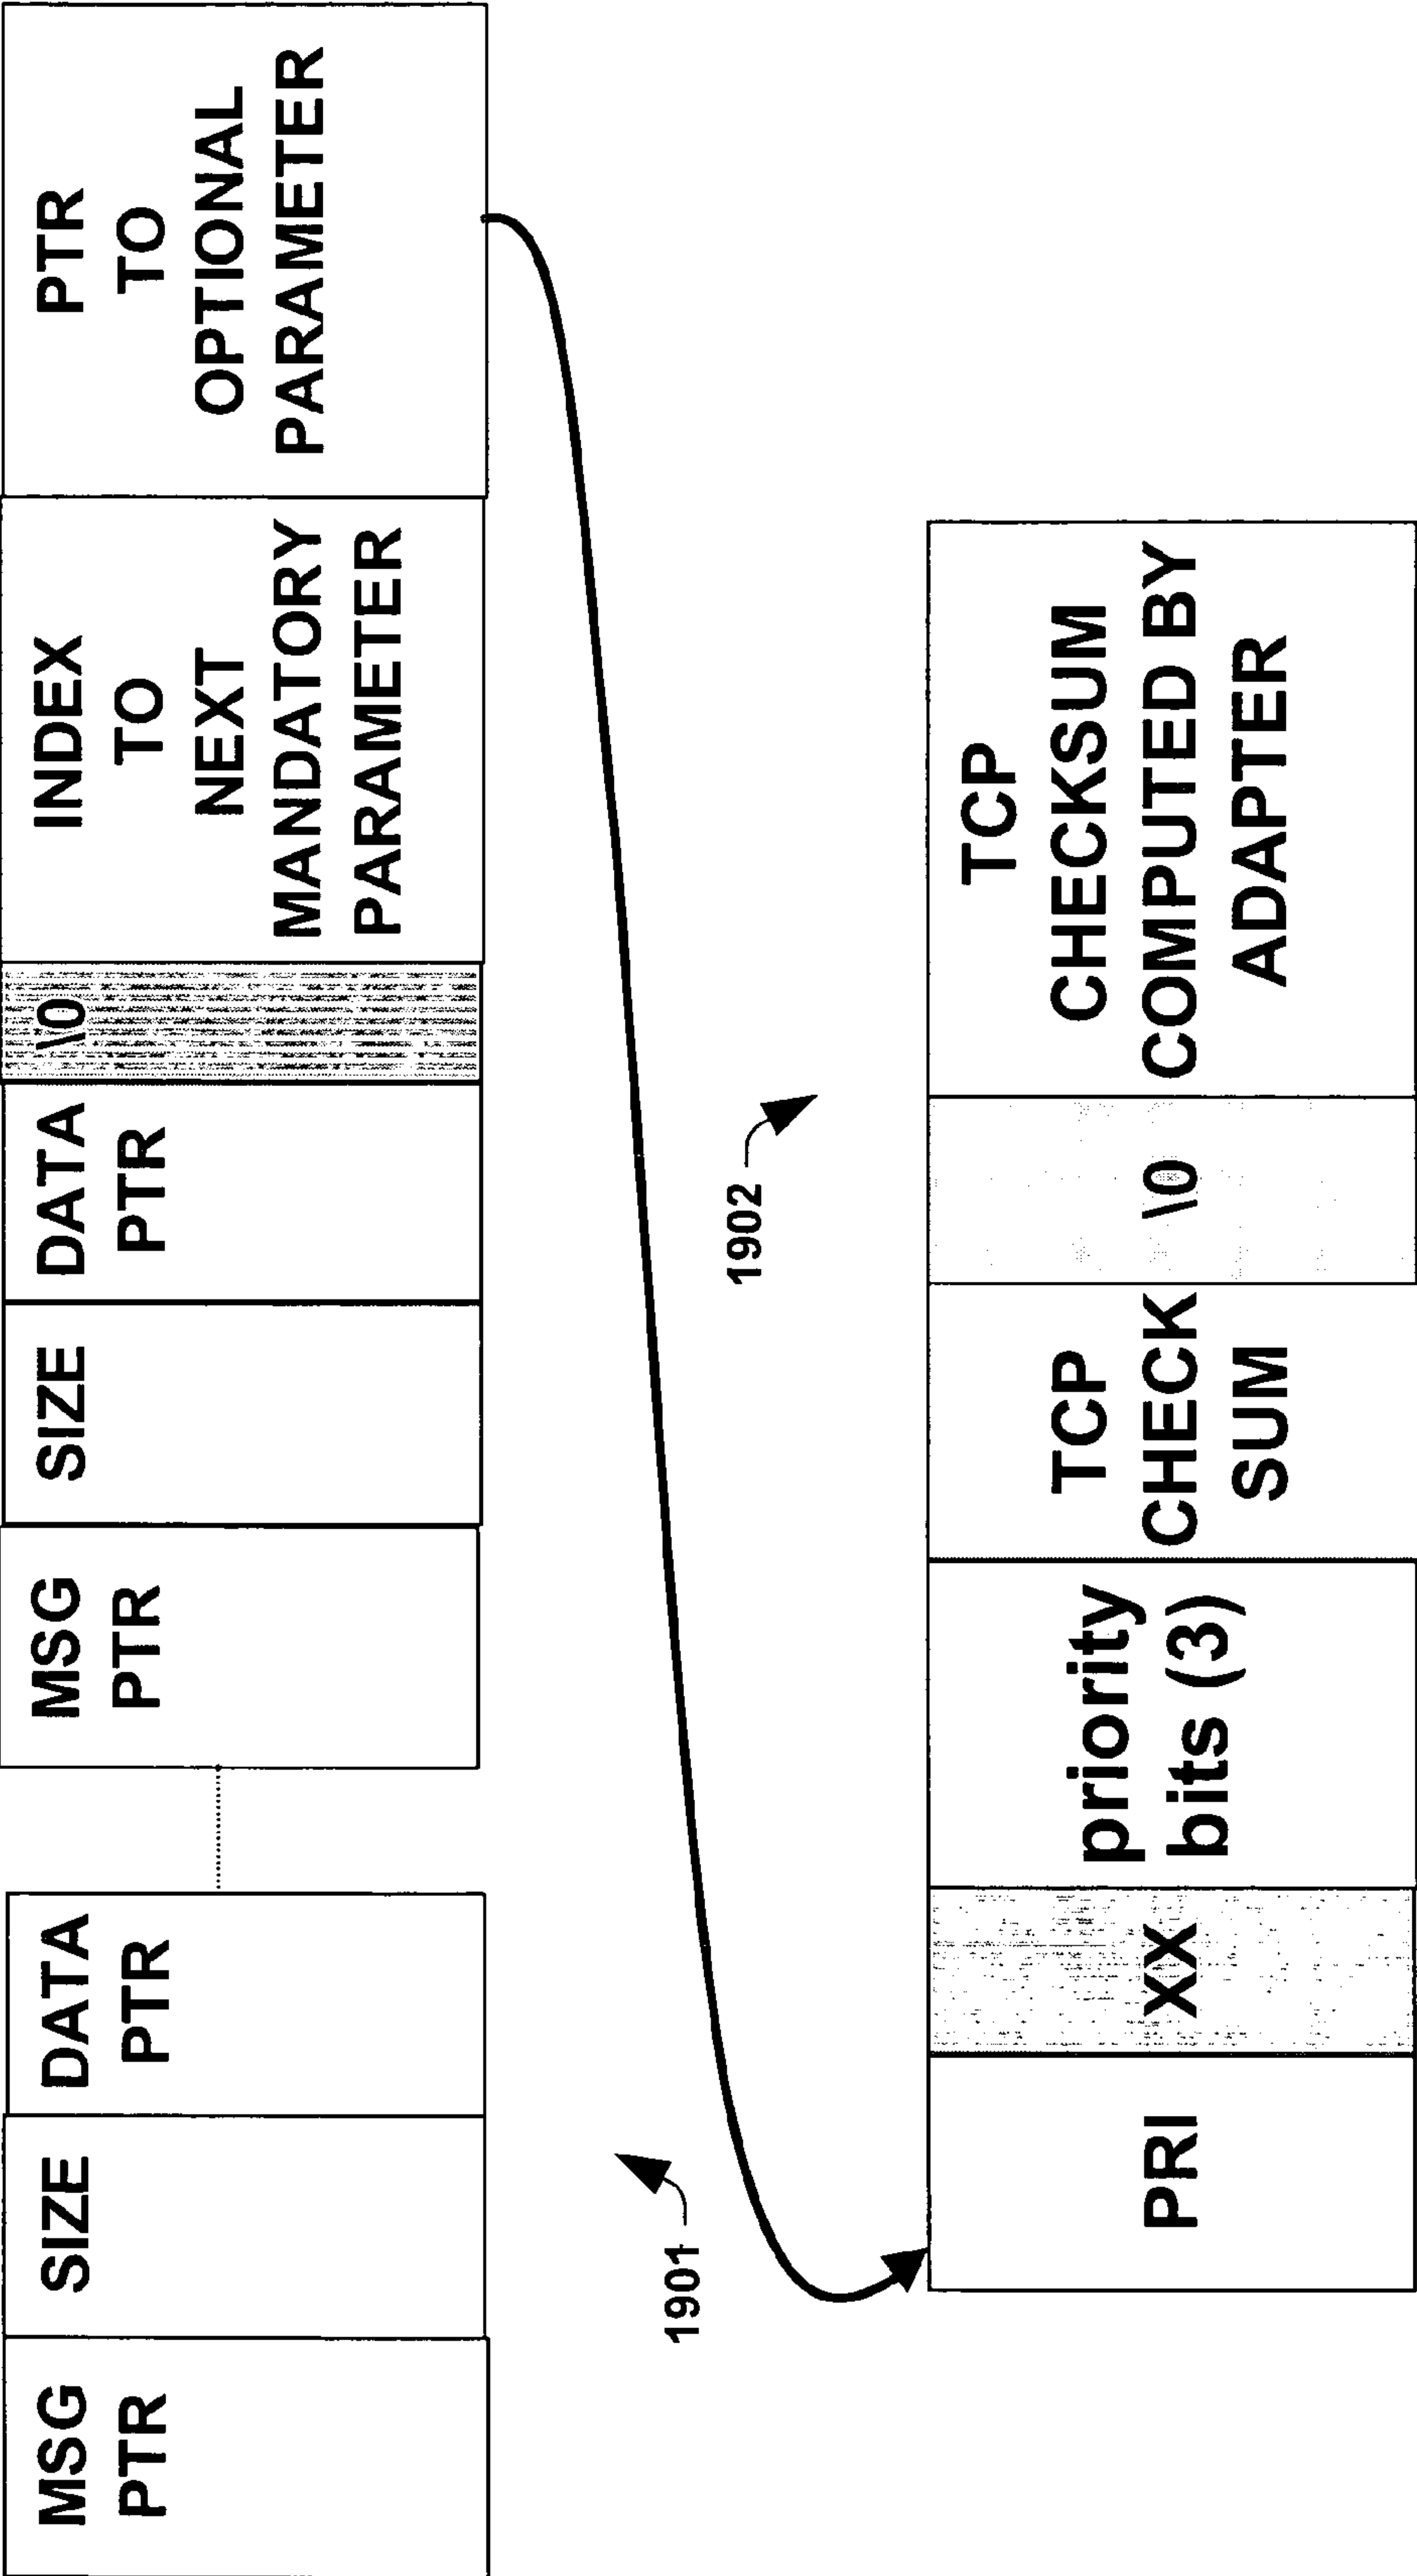 MSG
PTR
SIZE
DATA
PTR
MSG
PTR
SIZE
DATA
PTR
\0
INDEX
TO
NEXT
MANDATORY
PARAMETER
PTR
TO
OPTIONAL
PARAMETER
1901
1902
PRI
XX
priority
bits (3)
TCP
CHECK
SUM
\0
TCP
CHECKSUM
COMPUTED BY
ADAPTER